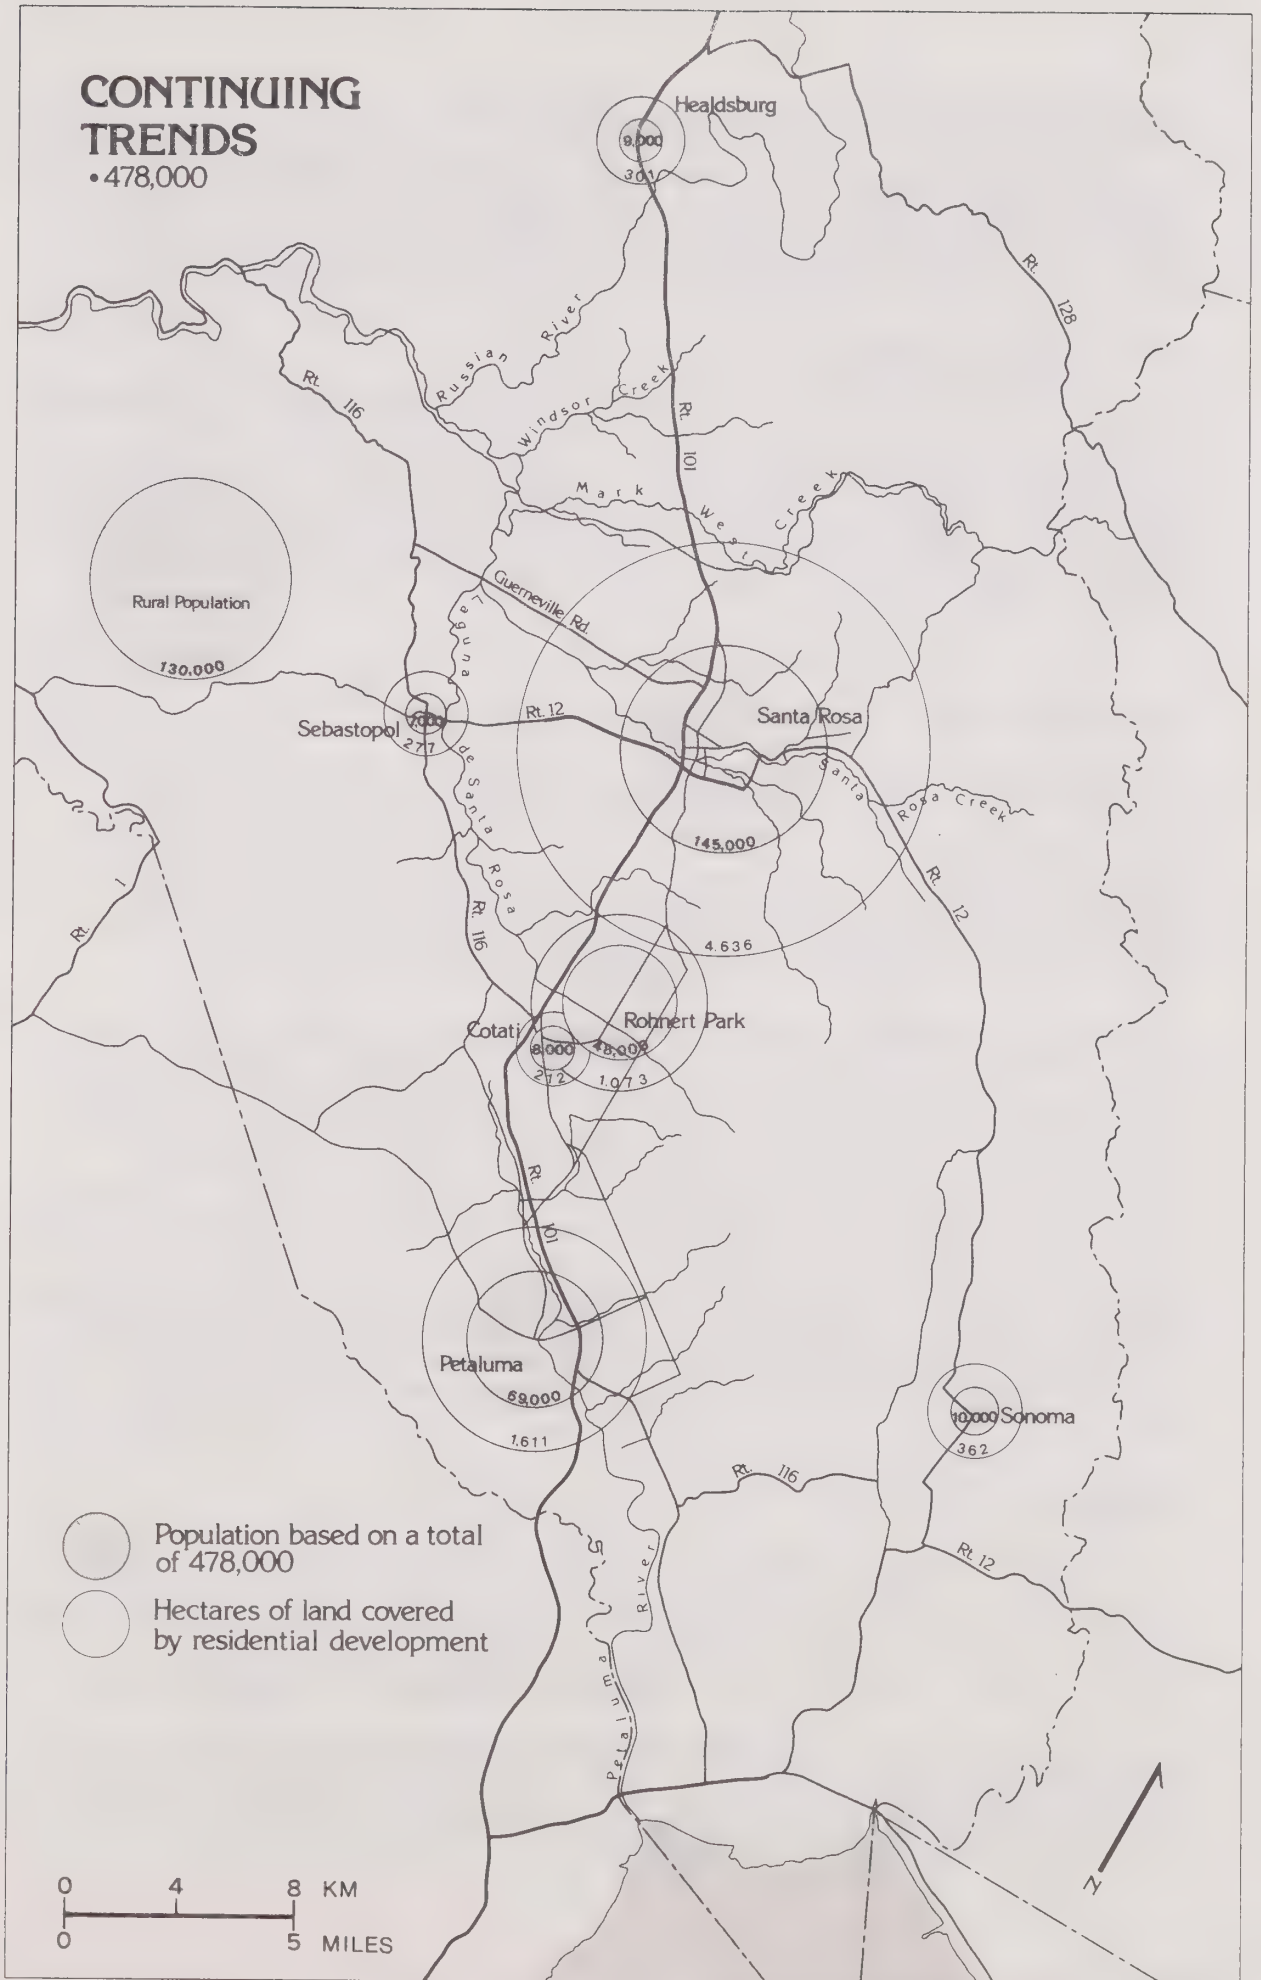 CONTINUING
TRENDS
• 478,000
Healdsburg
9,000
301
Rt. 128
Russian River
Windsor Creek
Rt. 116
Rt. 101
Mark West Creek
Guerneville Rd.
Rural Population
130,000
Laguna de Santa Rosa
Sebastopol
7,000
277
Rt. 12
Santa Rosa
Santa Rosa Creek
145,000
4.636
Rt. 12
Rt. 1
Rt. 116
Cotati
8,000
212
Rohnert Park
48,000
1.073
Rt. 101
Petaluma
69,000
1.611
10,000
Sonoma
362
Rt. 116
Rt. 12
Petaluma River
Population based on a total
of 478,000
Hectares of land covered
by residential development
0 4 8 KM
0 5 MILES
N